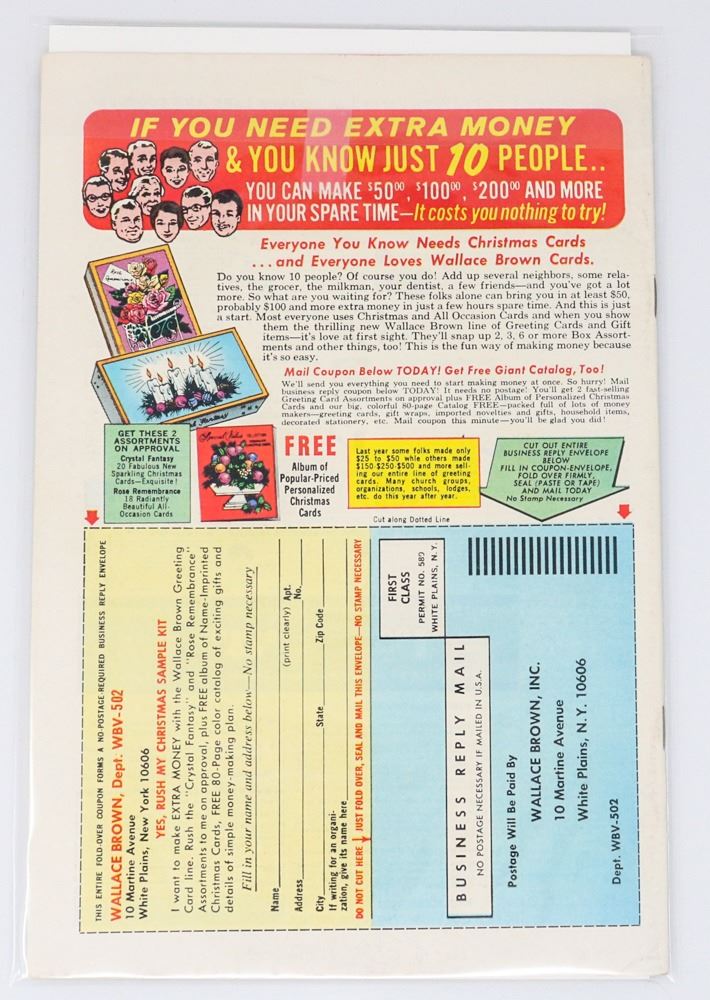 IF YOU NEED EXTRA MONEY
& YOU KNOW JUST 10 PEOPLE..
YOU CAN MAKE $50⁰⁰, $100⁰⁰, $200⁰⁰ AND MORE
IN YOUR SPARE TIME—It costs you nothing to try!
Everyone You Know Needs Christmas Cards
...and Everyone Loves Wallace Brown Cards.
Do you know 10 people? Of course you do! Add up several neighbors, some rela-
tives, the grocer, the milkman, your dentist, a few friends—and you've got a lot
more. So what are you waiting for? These folks alone can bring you in at least $50,
probably $100 and more extra money in just a few hours spare time. And this is just
a start. Most everyone uses Christmas and All Occasion Cards and when you show
them the thrilling new Wallace Brown line of Greeting Cards and Gift
items—it's love at first sight. They'll snap up 2, 3, 6 or more Box Assort-
ments and other things, too! This is the fun way of making money because
it's so easy.
Mail Coupon Below TODAY! Get Free Giant Catalog, Too!
We'll send you everything you need to start making money at once. So hurry! Mail
business reply coupon below TODAY! It needs no postage! You'll get 2 fast-selling
Greeting Card Assortments on approval plus FREE Album of Personalized Christmas
Cards and our big, colorful 80-page Catalog FREE—packed full of lots of money
makers—greeting cards, gift wraps, imported novelties and gifts, household items,
decorated stationery, etc. Mail coupon this minute—you'll be glad you did!
GET THESE 2
ASSORTMENTS
ON APPROVAL
Crystal Fantasy
20 Fabulous New
Sparkling Christmas
Cards—Exquisite!
Rose Remembrance
18 Radiantly
Beautiful All-
Occasion Cards
FREE
Album of
Popular-Priced
Personalized
Christmas
Cards
Last year some folks made only
$25 to $50 while others made
$150-$250-$500 and more sell-
ing our entire line of greeting
cards. Many church groups,
organizations, schools, lodges,
etc. do this year after year.
CUT OUT ENTIRE
BUSINESS REPLY ENVELOPE
BELOW
FILL IN COUPON-ENVELOPE,
FOLD OVER FIRMLY,
SEAL (PASTE OR TAPE)
AND MAIL TODAY
No Stamp Necessary
Cut along Dotted Line
THIS ENTIRE FOLD-OVER COUPON FORMS A NO-POSTAGE-REQUIRED BUSINESS REPLY ENVELOPE
WALLACE BROWN, Dept. WBV-502
10 Martine Avenue
White Plains, New York 10606
YES, RUSH MY CHRISTMAS SAMPLE KIT
I want to make EXTRA MONEY with the Wallace Brown Greeting
Card line. Rush the "Crystal Fantasy" and "Rose Remembrance"
Assortments to me on approval, plus FREE album of Name-Imprinted
Christmas Cards, FREE 80-Page color catalog of exciting gifts and
details of simple money-making plan.
Fill in your name and address below—No stamp necessary
Name
(print clearly) Apt.
Address No.
City State Zip Code
If writing for an organi-
zation, give its name here
DO NOT CUT HERE JUST FOLD OVER, SEAL AND MAIL THIS ENVELOPE—NO STAMP NECESSARY
FIRST
CLASS
PERMIT NO. 589
WHITE PLAINS, N. Y.
BUSINESS REPLY MAIL
NO POSTAGE NECESSARY IF MAILED IN U.S.A.
Postage Will Be Paid By
WALLACE BROWN, INC.
10 Martine Avenue
White Plains, N. Y. 10606
Dept. WBV-502